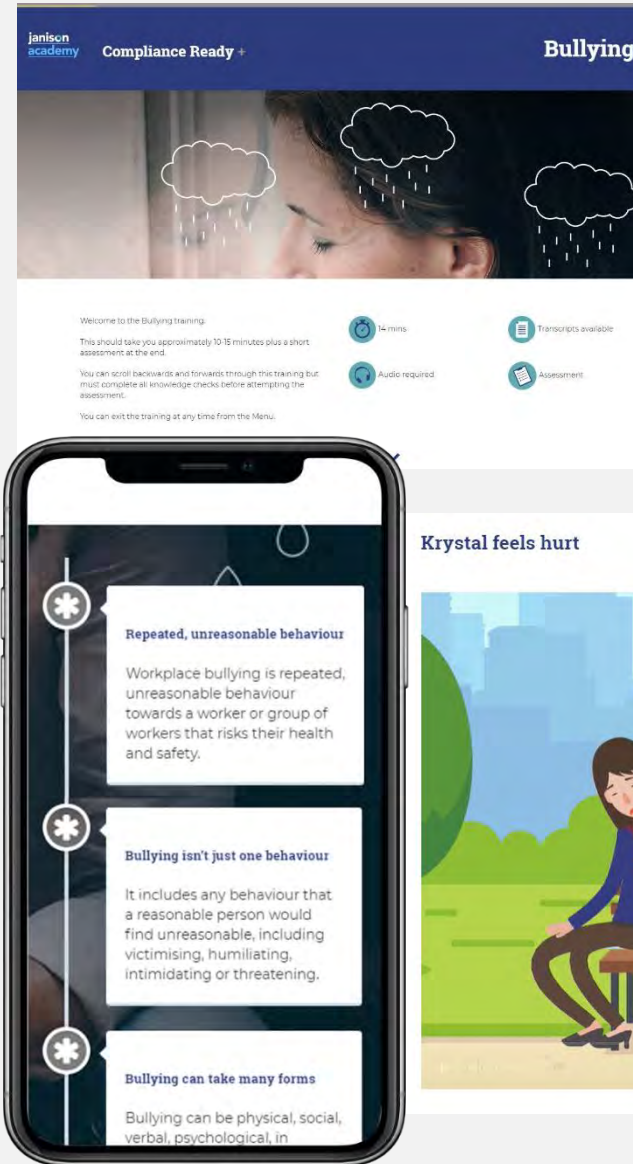 janison
academy
Compliance Ready +
Bullying
Welcome to the Bullying training.
This should take you approximately 10-15 minutes plus a short
assessment at the end.
You can scroll backwards and forwards through this training but
must complete all knowledge checks before attempting the
assessment.
You can exit the training at any time from the Menu.
14 mins
Transcripts available
Audio required
Assessment
Repeated, unreasonable behaviour
Workplace bullying is repeated,
unreasonable behaviour
towards a worker or group of
workers that risks their health
and safety.
Bullying isn't just one behaviour
It includes any behaviour that
a reasonable person would
find unreasonable, including
victimising, humiliating,
intimidating or threatening.
Bullying can take many forms
Bullying can be physical, social,
verbal, psychological, in
Krystal feels hurt